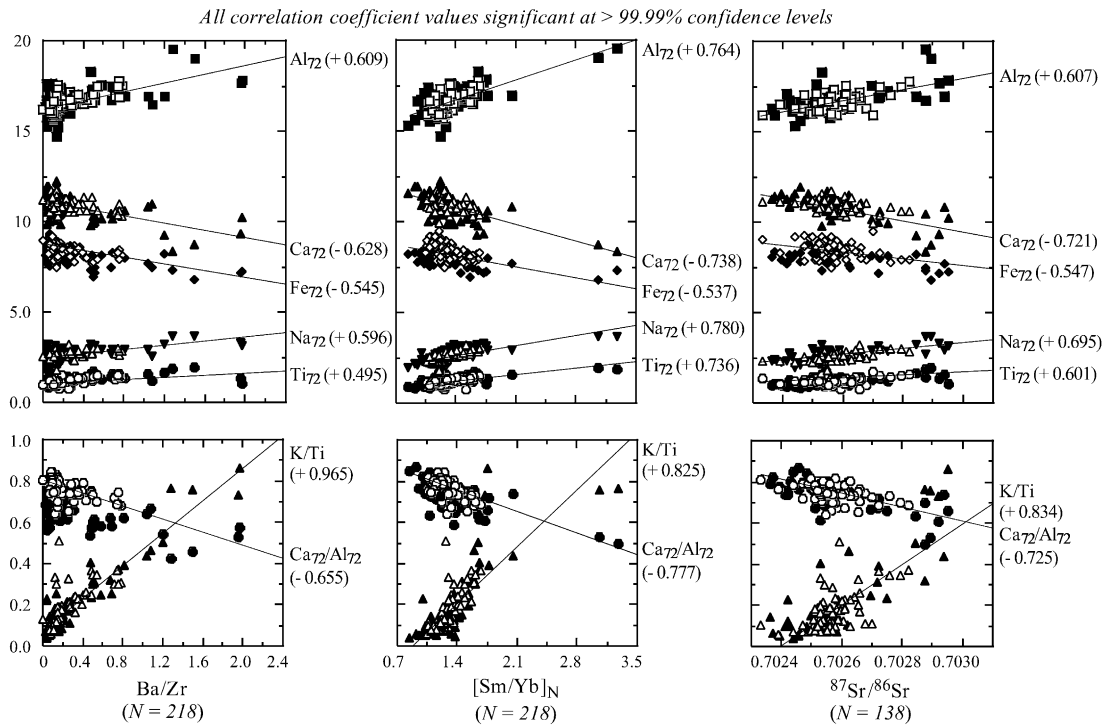 All correlation coefficient values significant at > 99.99% confidence levels
20
15
10
5.0
0.0
Al72 (+ 0.609)
Ca72 (- 0.628)
Fe72 (- 0.545)
Na72 (+ 0.596)
Ti72 (+ 0.495)
Al72 (+ 0.764)
Ca72 (- 0.738)
Fe72 (- 0.537)
Na72 (+ 0.780)
Ti72 (+ 0.736)
Al72 (+ 0.607)
Ca72 (- 0.721)
Fe72 (- 0.547)
Na72 (+ 0.695)
Ti72 (+ 0.601)
1.0
0.8
0.6
0.4
0.2
0.0
K/Ti
(+ 0.965)
Ca72/Al72
(- 0.655)
K/Ti
(+ 0.825)
Ca72/Al72
(- 0.777)
K/Ti
(+ 0.834)
Ca72/Al72
(- 0.725)
0 0.4 0.8 1.2 1.6 2.0 2.4
0.7 1.4 2.1 2.8 3.5
0.7024 0.7026 0.7028 0.7030
Ba/Zr
(N = 218)
[Sm/Yb]N
(N = 218)
87Sr/86Sr
(N = 138)